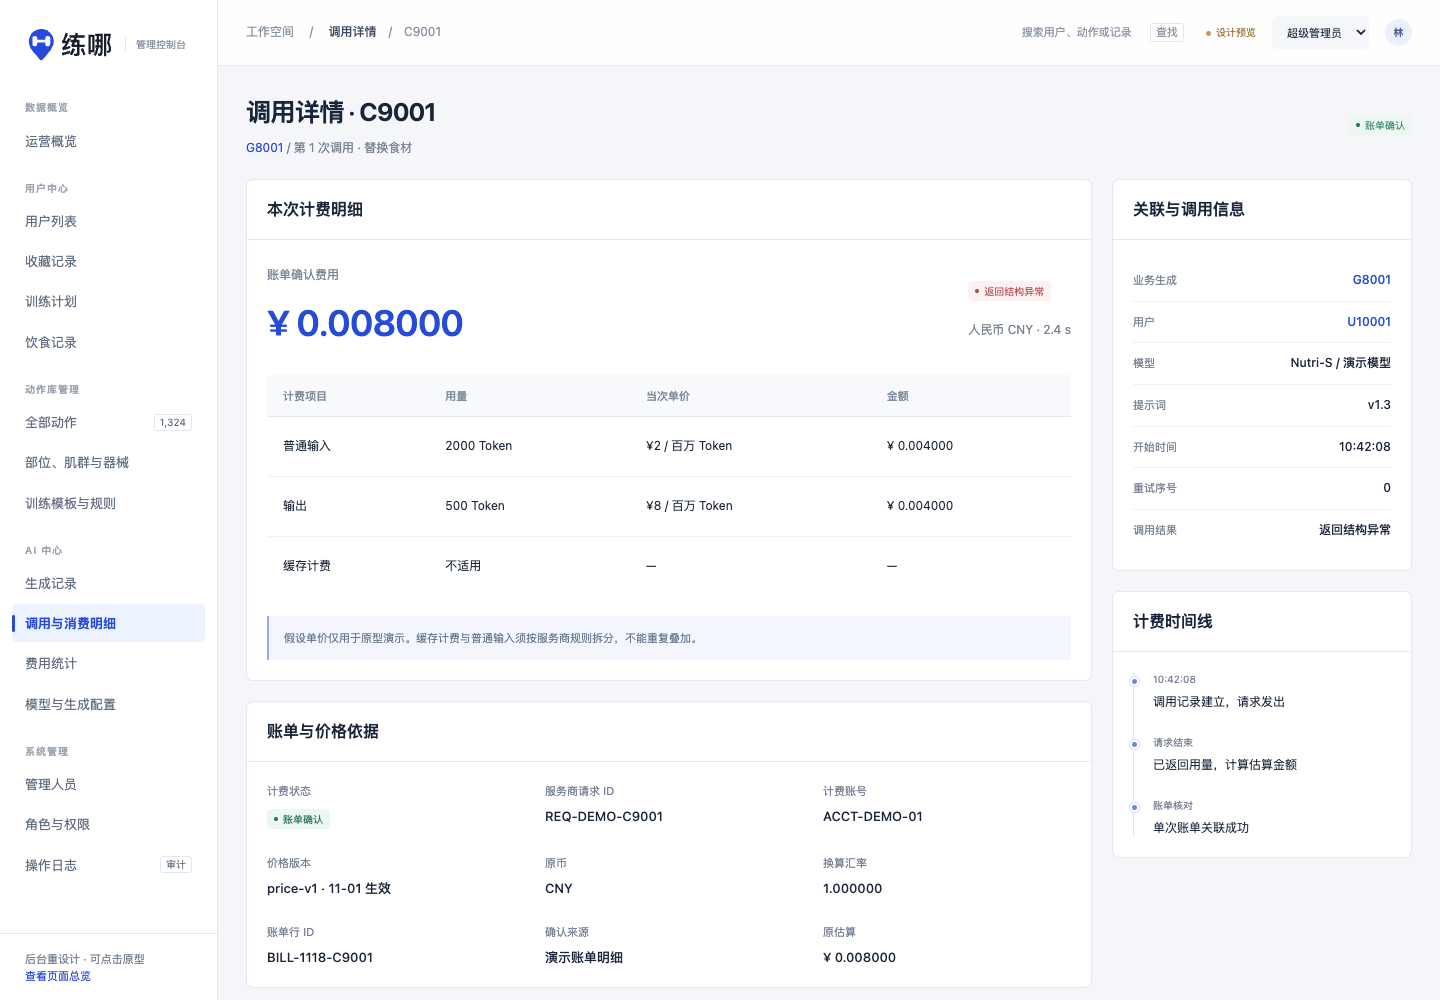 练哪 管理控制台
数据概览
运营概览
用户中心
用户列表
收藏记录
训练计划
饮食记录
动作库管理
全部动作 1,324
部位、肌群与器械
训练模板与规则
AI 中心
生成记录
调用与消费明细
费用统计
模型与生成配置
系统管理
管理人员
角色与权限
操作日志 审计
后台重设计 · 可点击原型
查看页面总览
工作空间 / 调用详情 / C9001
搜索用户、动作或记录 查找 设计预览 超级管理员 林
调用详情 · C9001
G8001 / 第 1 次调用 · 替换食材
账单确认
本次计费明细
账单确认费用
¥ 0.008000
返回结构异常
人民币 CNY · 2.4 s
计费项目 用量 当次单价 金额
普通输入 2000 Token ¥2 / 百万 Token ¥ 0.004000
输出 500 Token ¥8 / 百万 Token ¥ 0.004000
缓存计费 不适用 — —
假设单价仅用于原型演示。缓存计费与普通输入须按服务商规则拆分，不能重复叠加。
账单与价格依据
计费状态 服务商请求 ID 计费账号
账单确认 REQ-DEMO-C9001 ACCT-DEMO-01
价格版本 原币 换算汇率
price-v1 · 11-01 生效 CNY 1.000000
账单行 ID 确认来源 原估算
BILL-1118-C9001 演示账单明细 ¥ 0.008000
关联与调用信息
业务生成 G8001
用户 U10001
模型 Nutri-S / 演示模型
提示词 v1.3
开始时间 10:42:08
重试序号 0
调用结果 返回结构异常
计费时间线
10:42:08
调用记录建立，请求发出
请求结束
已返回用量，计算估算金额
账单核对
单次账单关联成功